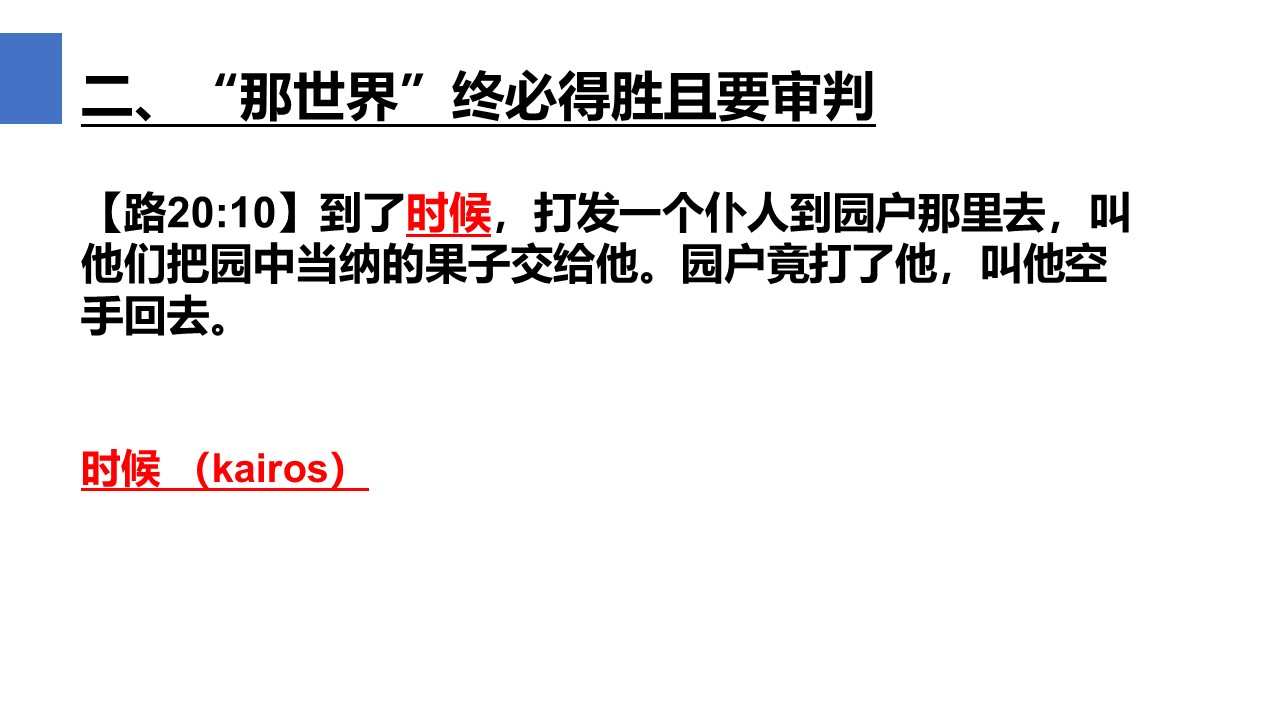 二、“那世界”终必得胜且要审判
【路20:10】到了时候，打发一个仆人到园户那里去，叫
他们把园中当纳的果子交给他。园户竟打了他，叫他空
手回去。
时候 （kairos）